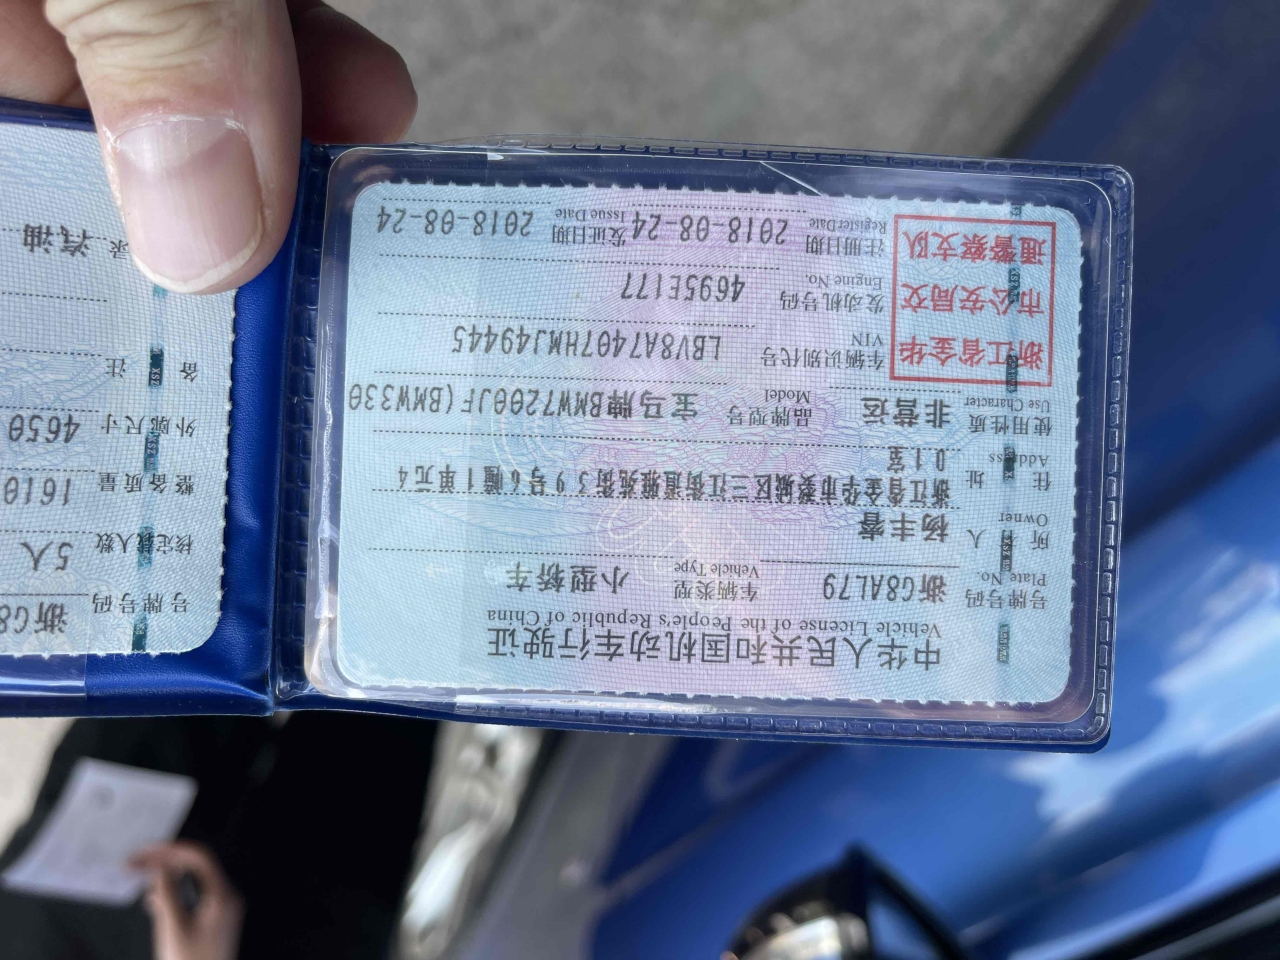 中华人民共和国机动车行驶证
Vehicle License of the People's Republic of China
号牌号码 浙G8AL79 车辆类型 小型轿车
Plate No. Vehicle Type
所有人 杨丰睿
Owner
住址 浙江省金华市婺城区三江街道雅苑街39号6幢1单元4
Address 01室
使用性质 非营运 品牌型号 宝马牌BMW7200JF(BMW330
Use Character Model
浙江省金华
市公安局交
通警察支队
车辆识别代号 LBV8A7407HMJ49445
VIN
发动机号码 4695E177
Engine No.
注册日期 2018-08-24 发证日期 2018-08-24
Register Date Issue Date
号牌号码 浙G8
核定载人数 5人
整备质量 1610
外廓尺寸 4650
备注
汽油